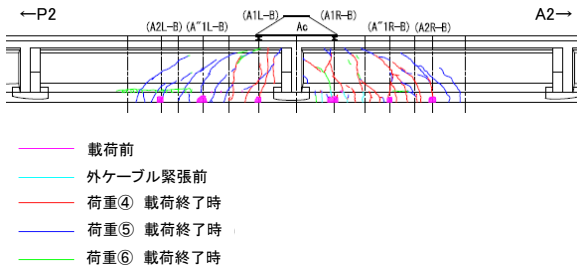 ←P2
A2→
(A1L-B) (A1R-B)
(A2L-B) (A"1L-B) Ac (A"1R-B) (A2R-B)
載荷前
外ケーブル緊張前
荷重④ 載荷終了時
荷重⑤ 載荷終了時
荷重⑥ 載荷終了時